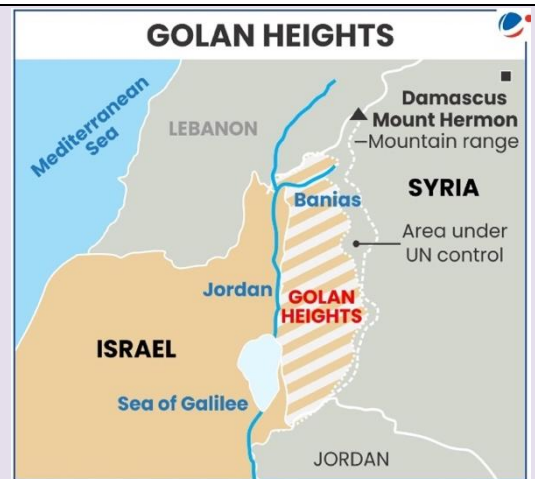 GOLAN HEIGHTS
Mediterranean
Sea
LEBANON
Damascus
Mount Hermon
–Mountain range
SYRIA
Banias
Area under
UN control
Jordan
GOLAN
HEIGHTS
ISRAEL
Sea of Galilee
JORDAN